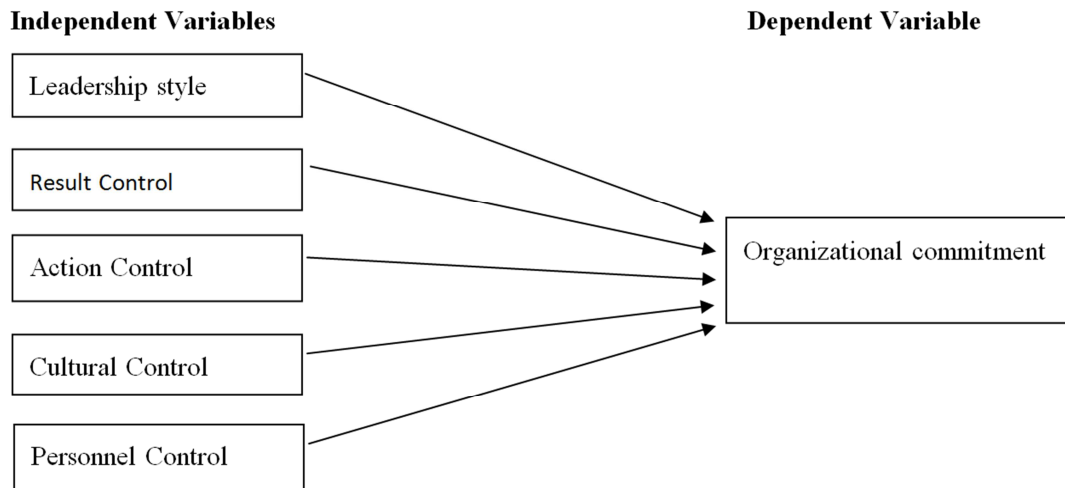 Independent Variables
Dependent Variable
Leadership style
Result Control
Action Control
Cultural Control
Personnel Control
Organizational commitment